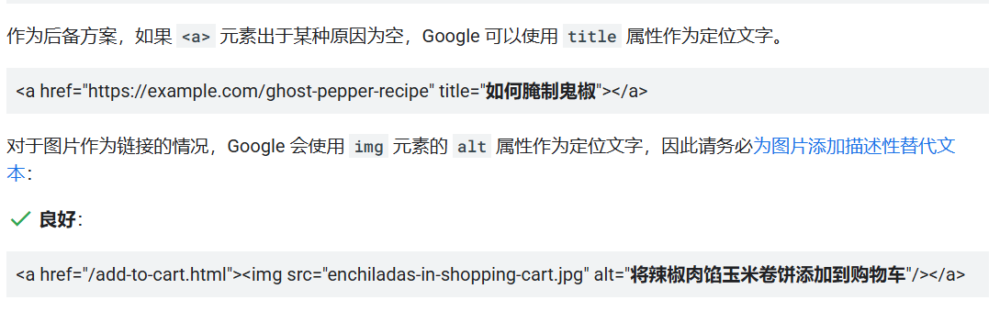 作为后备方案，如果 <a> 元素出于某种原因为空，Google 可以使用 title 属性作为定位文字。
<a href="https://example.com/ghost-pepper-recipe" title="如何腌制鬼椒"></a>
对于图片作为链接的情况，Google 会使用 img 元素的 alt 属性作为定位文字，因此请务必为图片添加描述性替代文
本：
良好：
<a href="/add-to-cart.html"><img src="enchiladas-in-shopping-cart.jpg" alt="将辣椒肉馅玉米卷饼添加到购物车"/></a>